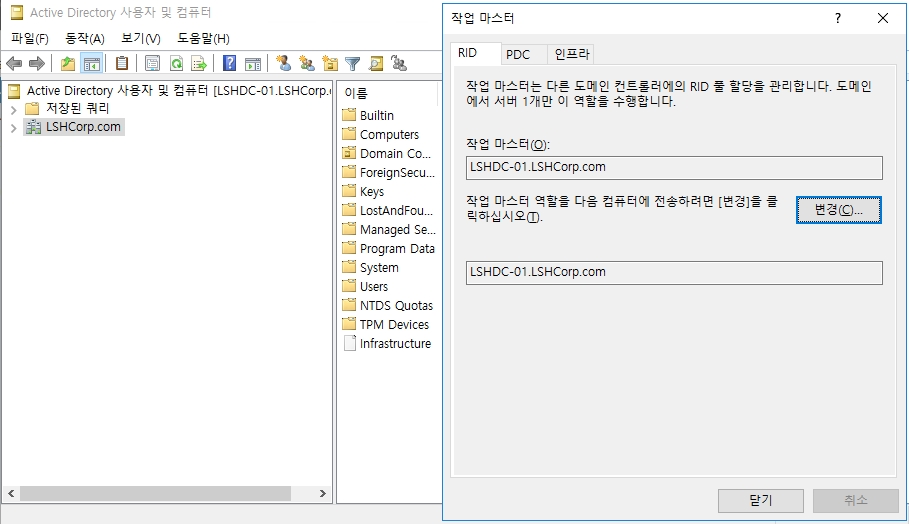 Active Directory 사용자 및 컴퓨터
파일(F) 동작(A) 보기(V) 도움말(H)
Active Directory 사용자 및 컴퓨터 [LSHDC-01.LSHCorp.
저장된 쿼리
LSHCorp.com
이름
Builtin
Computers
Domain Co...
ForeignSecu...
Keys
LostAndFou...
Managed Se...
Program Data
System
Users
NTDS Quotas
TPM Devices
Infrastructure
작업 마스터
RID PDC 인프라
작업 마스터는 다른 도메인 컨트롤러에의 RID 풀 할당을 관리합니다. 도메인
에서 서버 1개만 이 역할을 수행합니다.
작업 마스터(O):
LSHDC-01.LSHCorp.com
작업 마스터 역할을 다음 컴퓨터에 전송하려면 [변경]을 클
릭하십시오(T).
변경(C)...
LSHDC-01.LSHCorp.com
닫기 취소